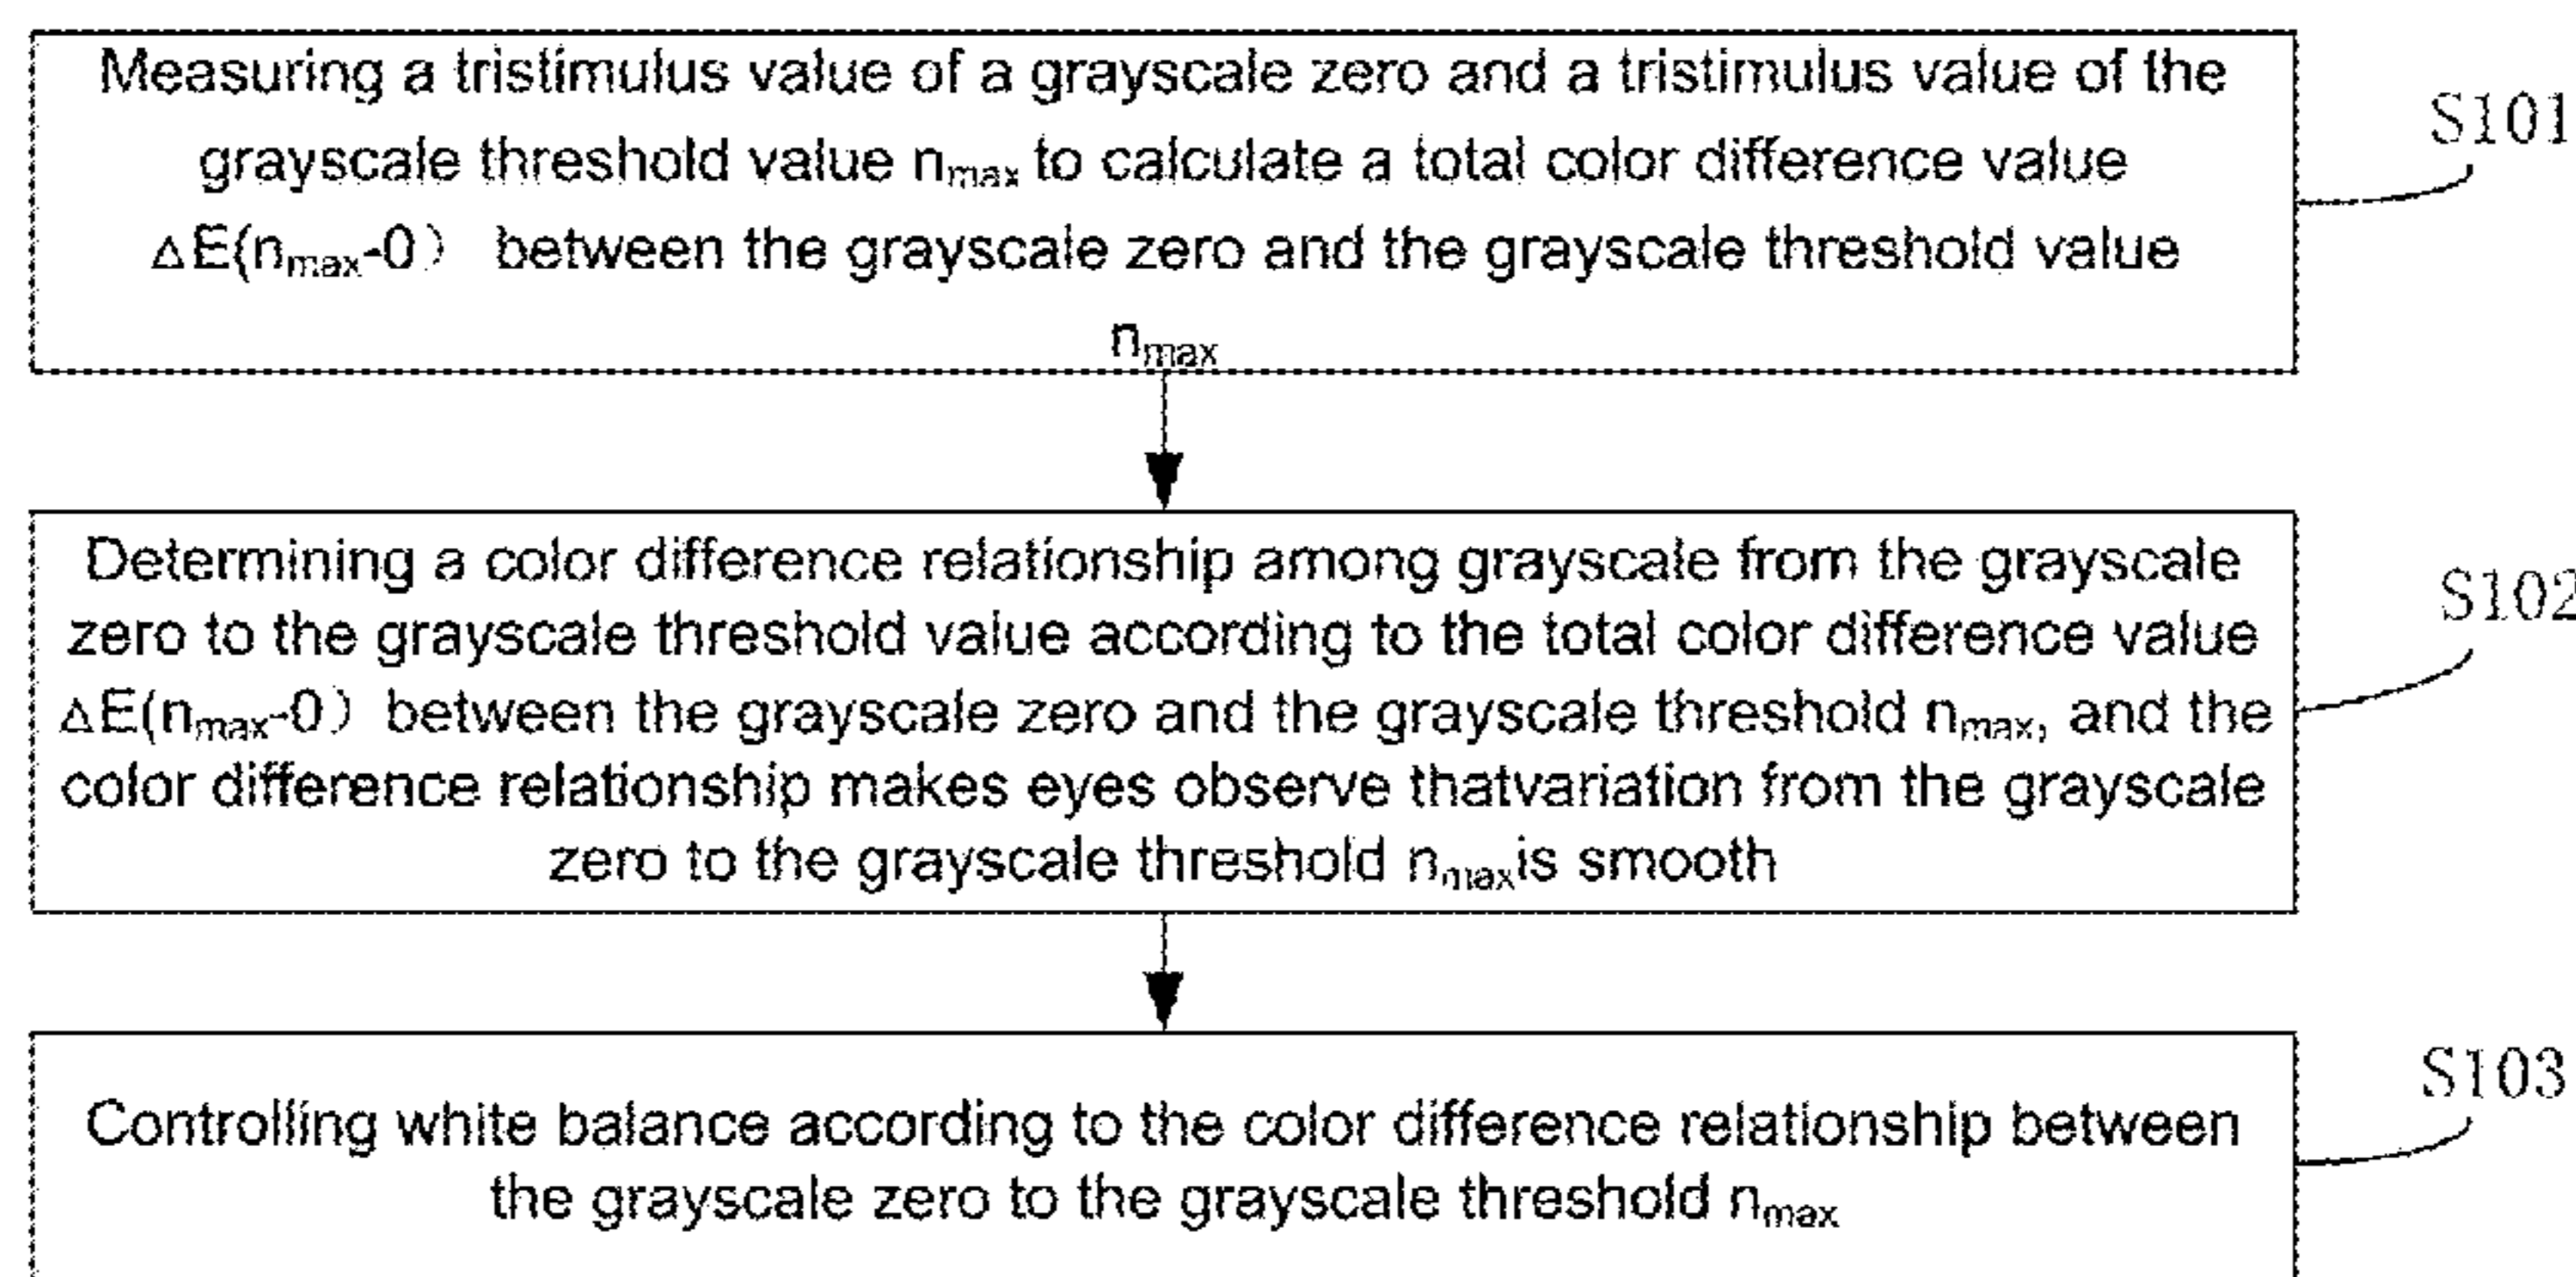 Measuring a tristimulus value of a grayscale zero and a tristimulus value of the
grayscale threshold value nmax to calculate a total color difference value
△E(nmax-0） between the grayscale zero and the grayscale threshold value
nmax
S101
Determining a color difference relationship among grayscale from the grayscale
zero to the grayscale threshold value according to the total color difference value
△E(nmax-0） between the grayscale zero and the grayscale threshold nmax, and the
color difference relationship makes eyes observe thatvariation from the grayscale
zero to the grayscale threshold nmaxis smooth
S102
Controlling white balance according to the color difference relationship between
the grayscale zero to the grayscale threshold nmax
S103